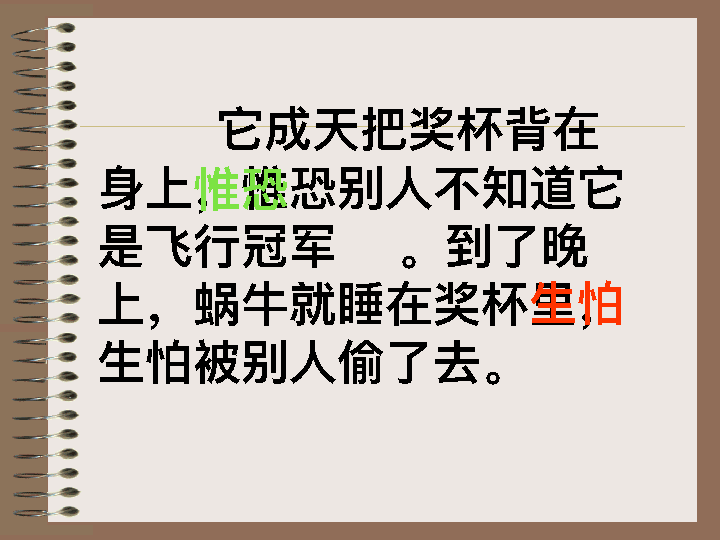 它成天把奖杯背在
身上，惟恐别人不知道它
是飞行冠军 。到了晚
上，蜗牛就睡在奖杯里，
生怕被别人偷了去。
惟恐
生怕